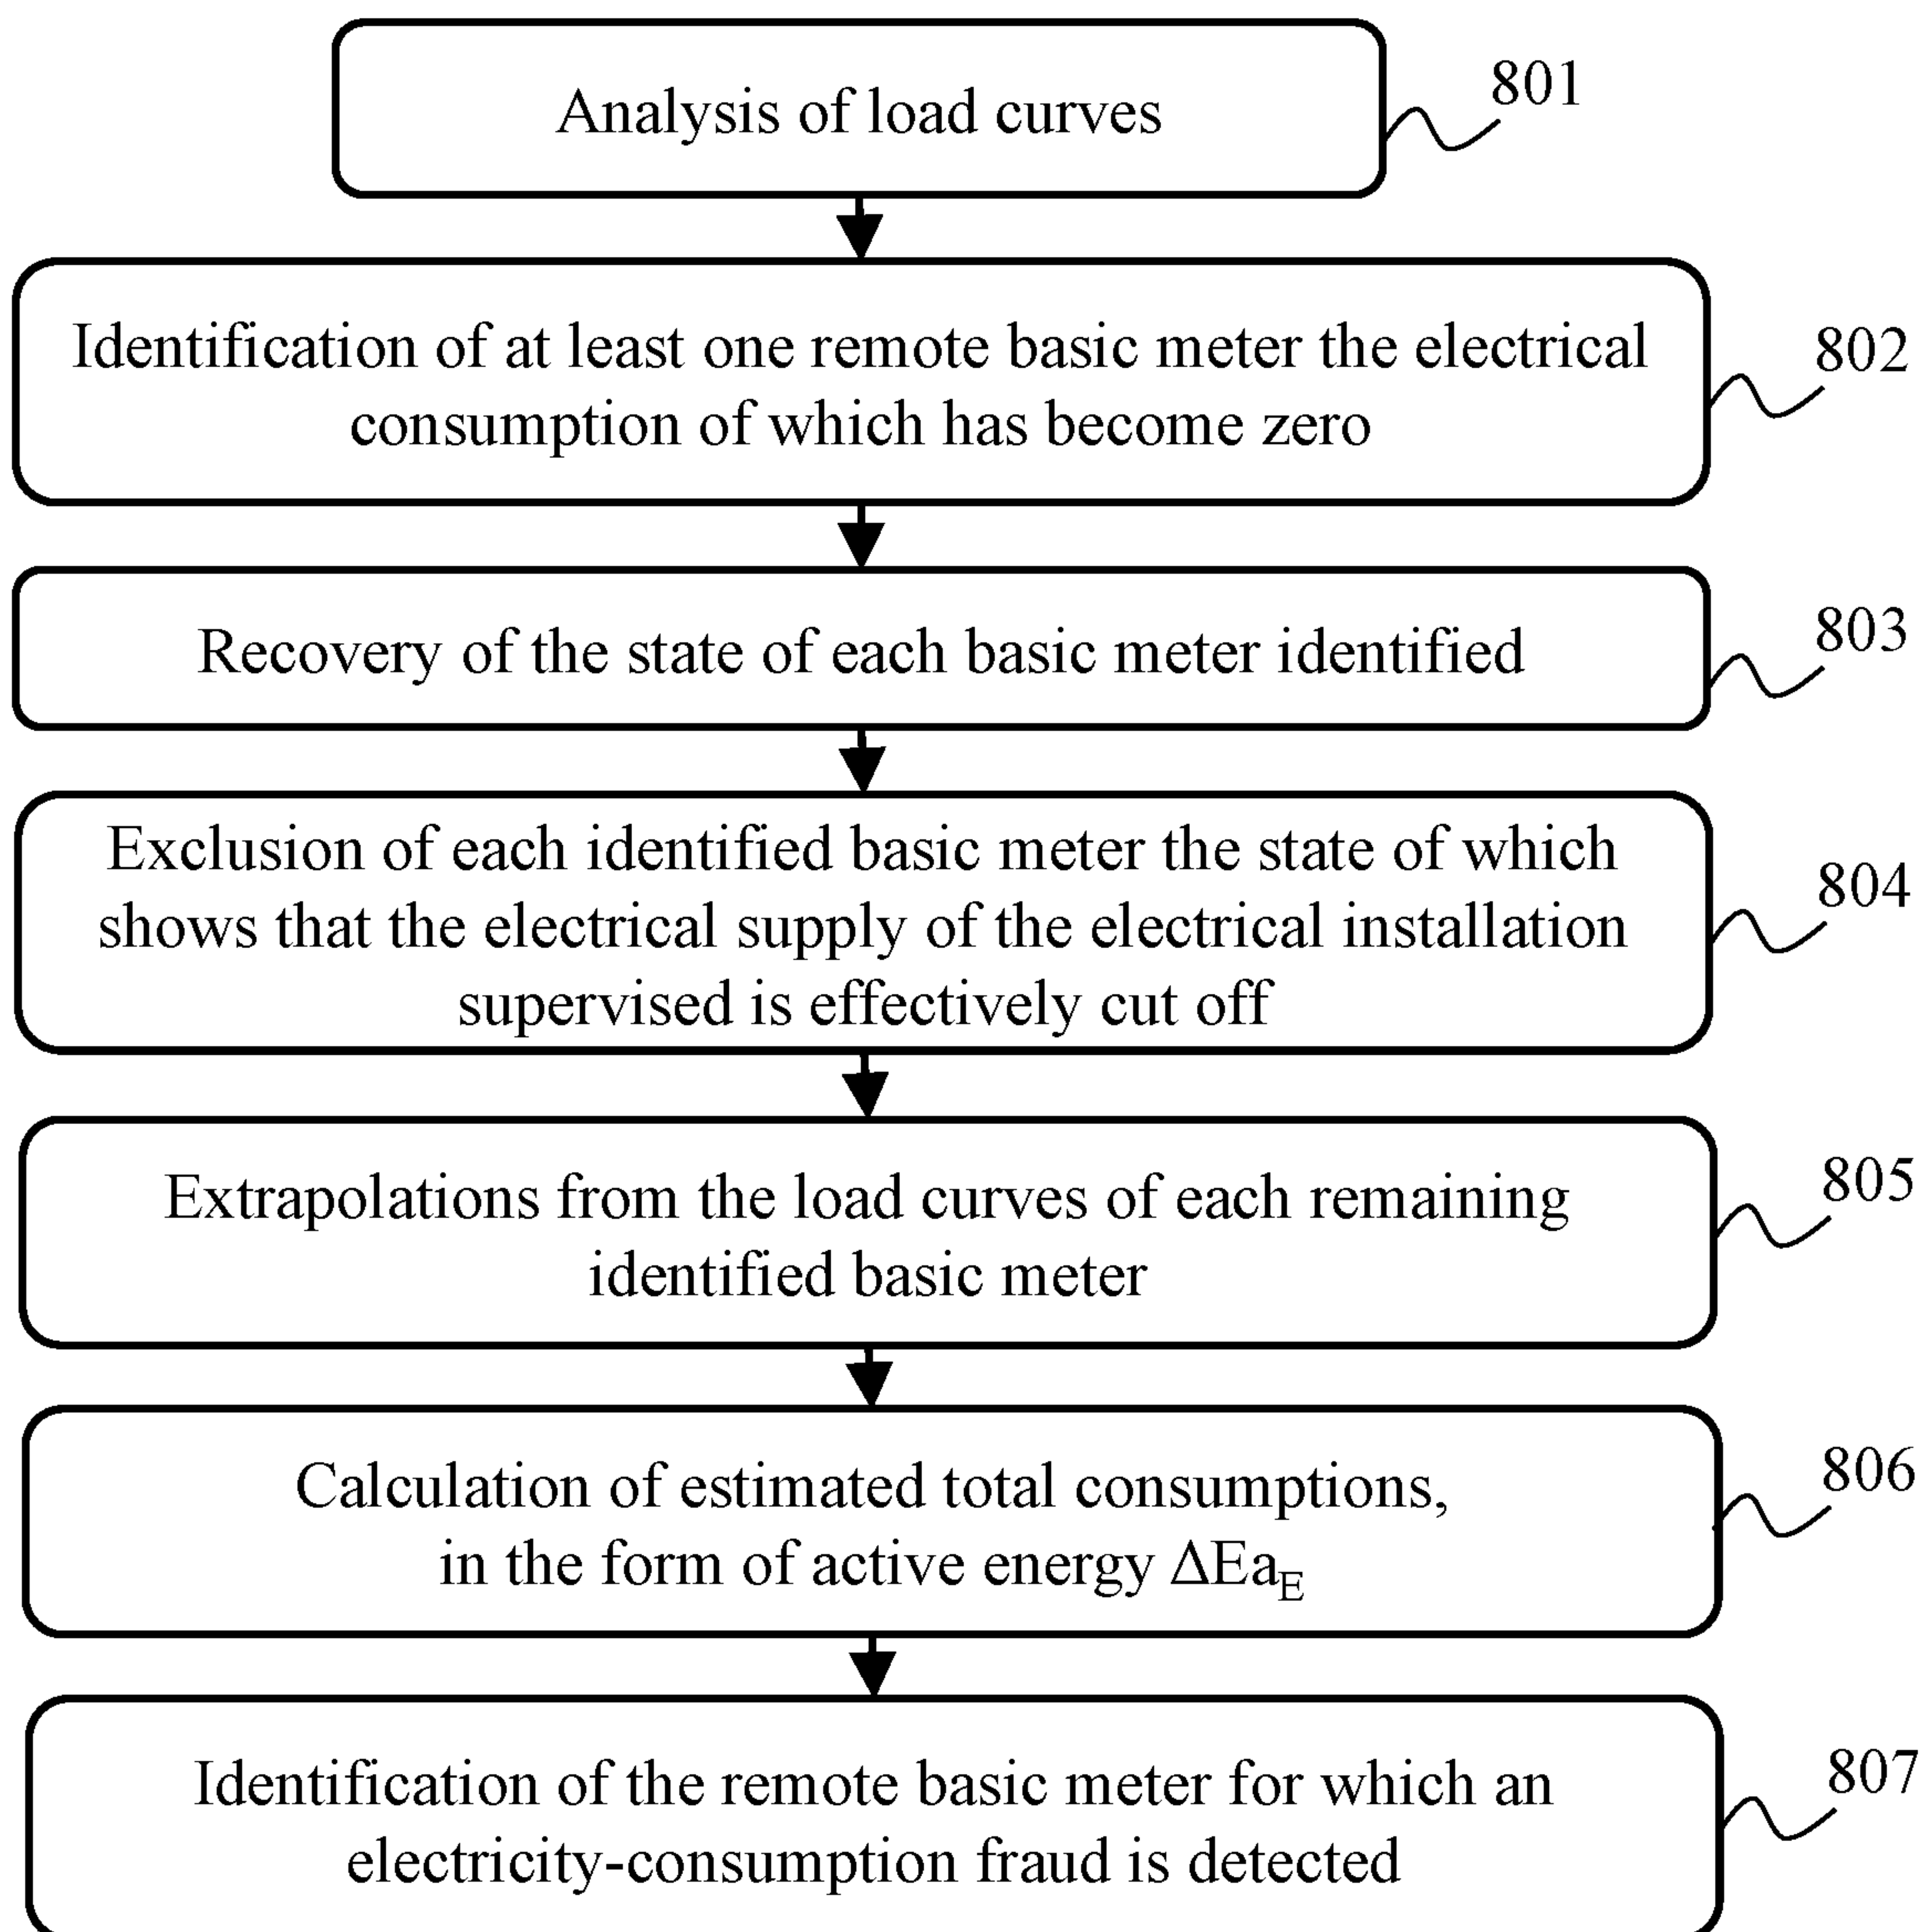 Analysis of load curves
801
Identification of at least one remote basic meter the electrical
consumption of which has become zero
802
Recovery of the state of each basic meter identified
803
Exclusion of each identified basic meter the state of which
shows that the electrical supply of the electrical installation
supervised is effectively cut off
804
Extrapolations from the load curves of each remaining
identified basic meter
805
Calculation of estimated total consumptions,
in the form of active energy ΔEa_E
806
Identification of the remote basic meter for which an
electricity-consumption fraud is detected
807